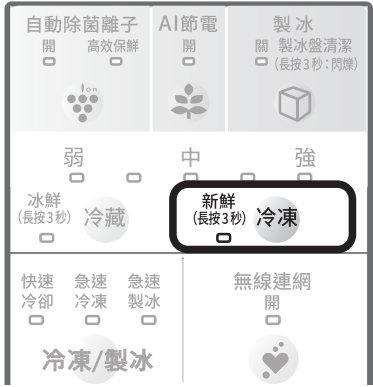 自動除菌離子
開 高效保鮮
ion
AI節電
開
製冰
關 製冰盤清潔
(長按3秒:閃爍)
弱 中 強
冰鮮
(長按3秒)
冷藏
新鮮
(長按3秒)
冷凍
快速
冷卻
急速
冷凍
急速
製冰
冷凍/製冰
無線連網
開